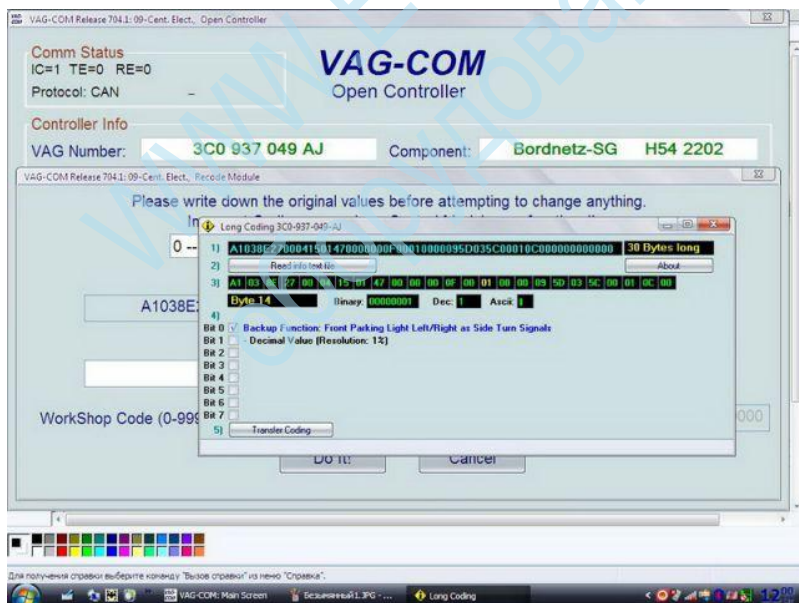 VAG-COM Release 704.1: 09-Cent. Elect., Open Controller
Comm Status
IC=1 TE=0 RE=0
Protocol: CAN
VAG-COM
Open Controller
Controller Info
VAG Number: 3C0 937 049 AJ Component: Bordnetz-SG H54 2202
VAG-COM Release 704.1: 09-Cent. Elect., Recode Module
Please write down the original values before attempting to change anything.
Long Coding 3C0-937-049-AJ
0 --
1) 30 Bytes long
2) Read info text file About
3) A1 03 8E 27 00 04 15 01 47 00 00 00 0F 00 01 00 00 09 5D 03 5C 00 01 0C 00
Byte 14 Binary: 00000001 Dec: 1 Ascii:
A1038E
4)
Bit 0 Backup Function: Front Parking Light Left/Right as Side Turn Signals
Bit 1 - Decimal Value (Resolution: 1%)
Bit 2
Bit 3
Bit 4
Bit 5
Bit 6
Bit 7
WorkShop Code (0-999
5) Transfer Coding
Do It! Cancel
Для получения справки выберите команду "Вызов справки" из меню "Справка".
VAG-COM: Main Screen Безымянный1.JPG - ... Long Coding 12:00